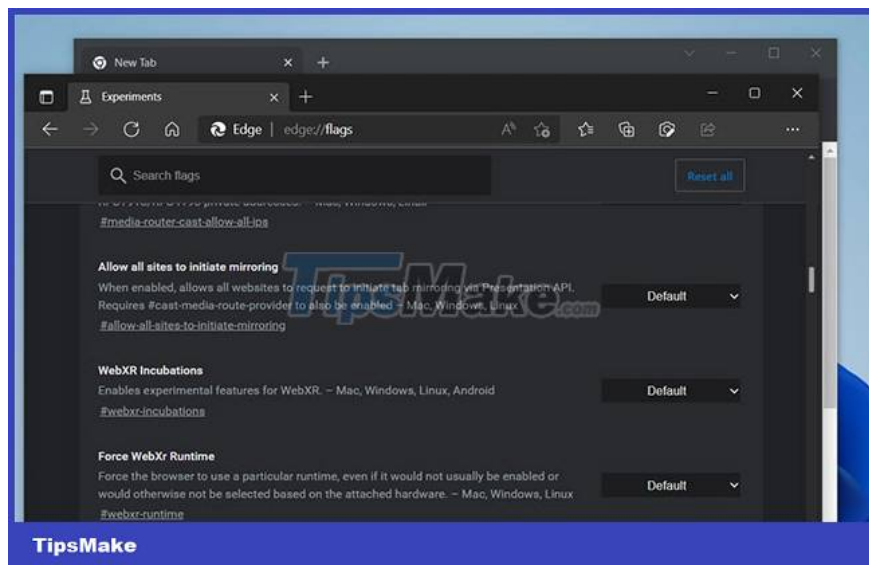 New Tab
Experiments
Edge | edge://flags
Search flags
Reset all
#media-router-cast-allow-all-ips
Allow all sites to initiate mirroring
When enabled, allows all websites to request to initiate tab mirroring via Presentation API.
Requires #cast-media-route-provider to also be enabled – Mac, Windows, Linux
Default
#allow-all-sites-to-initiate-mirroring
TipsMake.com
WebXR Incubations
Enables experimental features for WebXR. – Mac, Windows, Linux, Android
Default
#webxr-incubations
Force WebXr Runtime
Force the browser to use a particular runtime, even if it would not usually be enabled or
would otherwise not be selected based on the attached hardware. – Mac, Windows, Linux
Default
#webxr-runtime
TipsMake